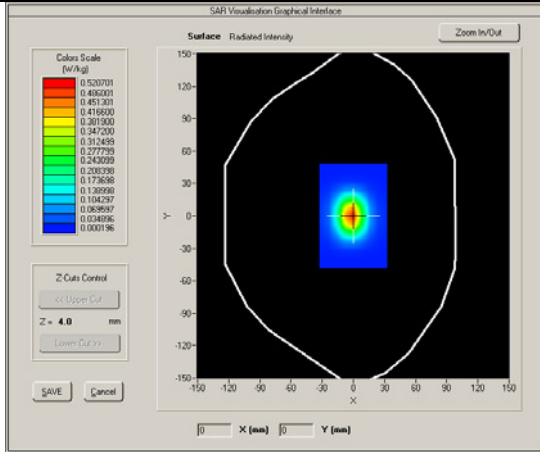 SAR Visualisation Graphical Interface
Surface Radiated Intensity
Zoom In/Out
Colors Scale
(W/kg)
0.520701
0.486001
0.451301
0.416600
0.381900
0.347200
0.312499
0.277799
0.243099
0.208398
0.173698
0.138998
0.104297
0.069597
0.034896
0.000196
Z-Cuts Control
<< Upper Cut
Z = 4.0 mm
Lower Cut >>
SAVE Cancel
150
120
90
60
30
0
-30
-60
-90
-120
-150
Y
-150 -120 -90 -60 -30 0 30 60 90 120 150
X
0 X (mm) 0 Y (mm)